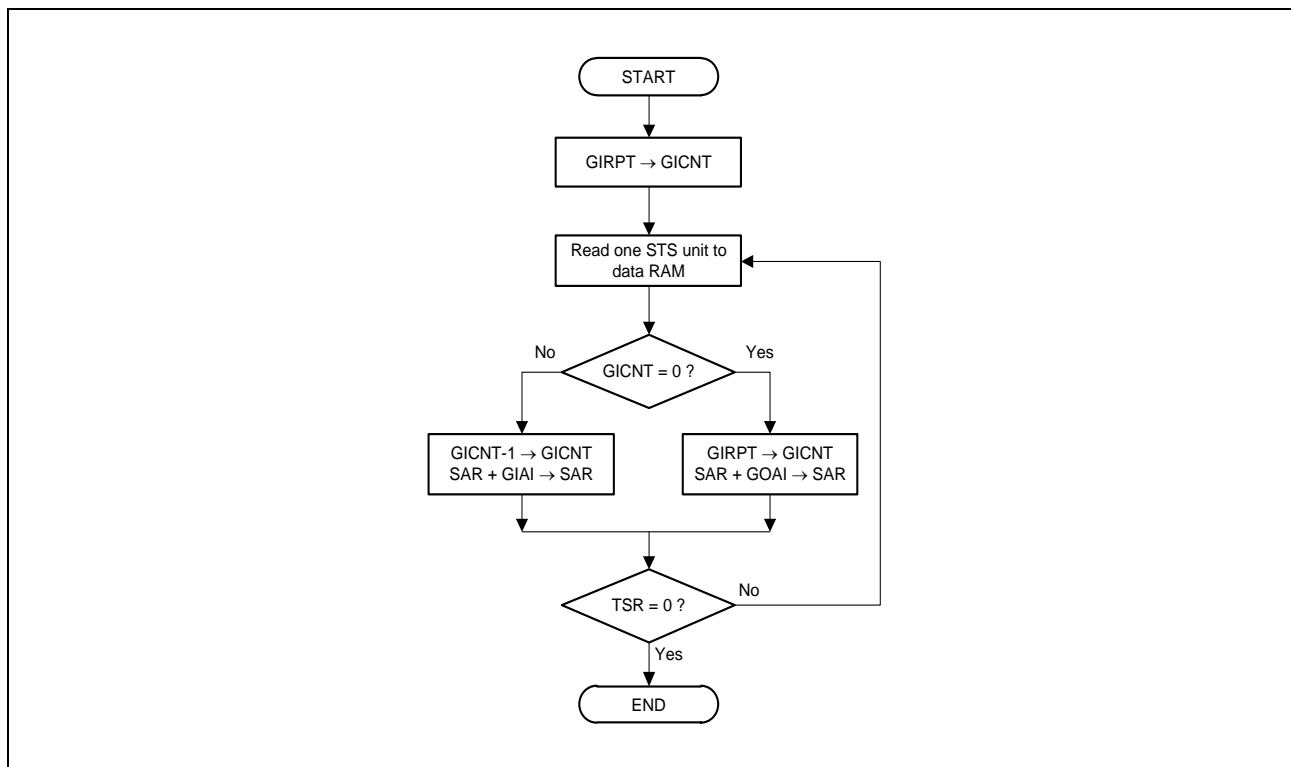 START
GIRPT → GICNT
Read one STS unit to
data RAM
No
Yes
GICNT = 0 ?
GICNT-1 → GICNT
SAR + GIAI → SAR
GIRPT → GICNT
SAR + GOAI → SAR
TSR = 0 ?
No
Yes
END